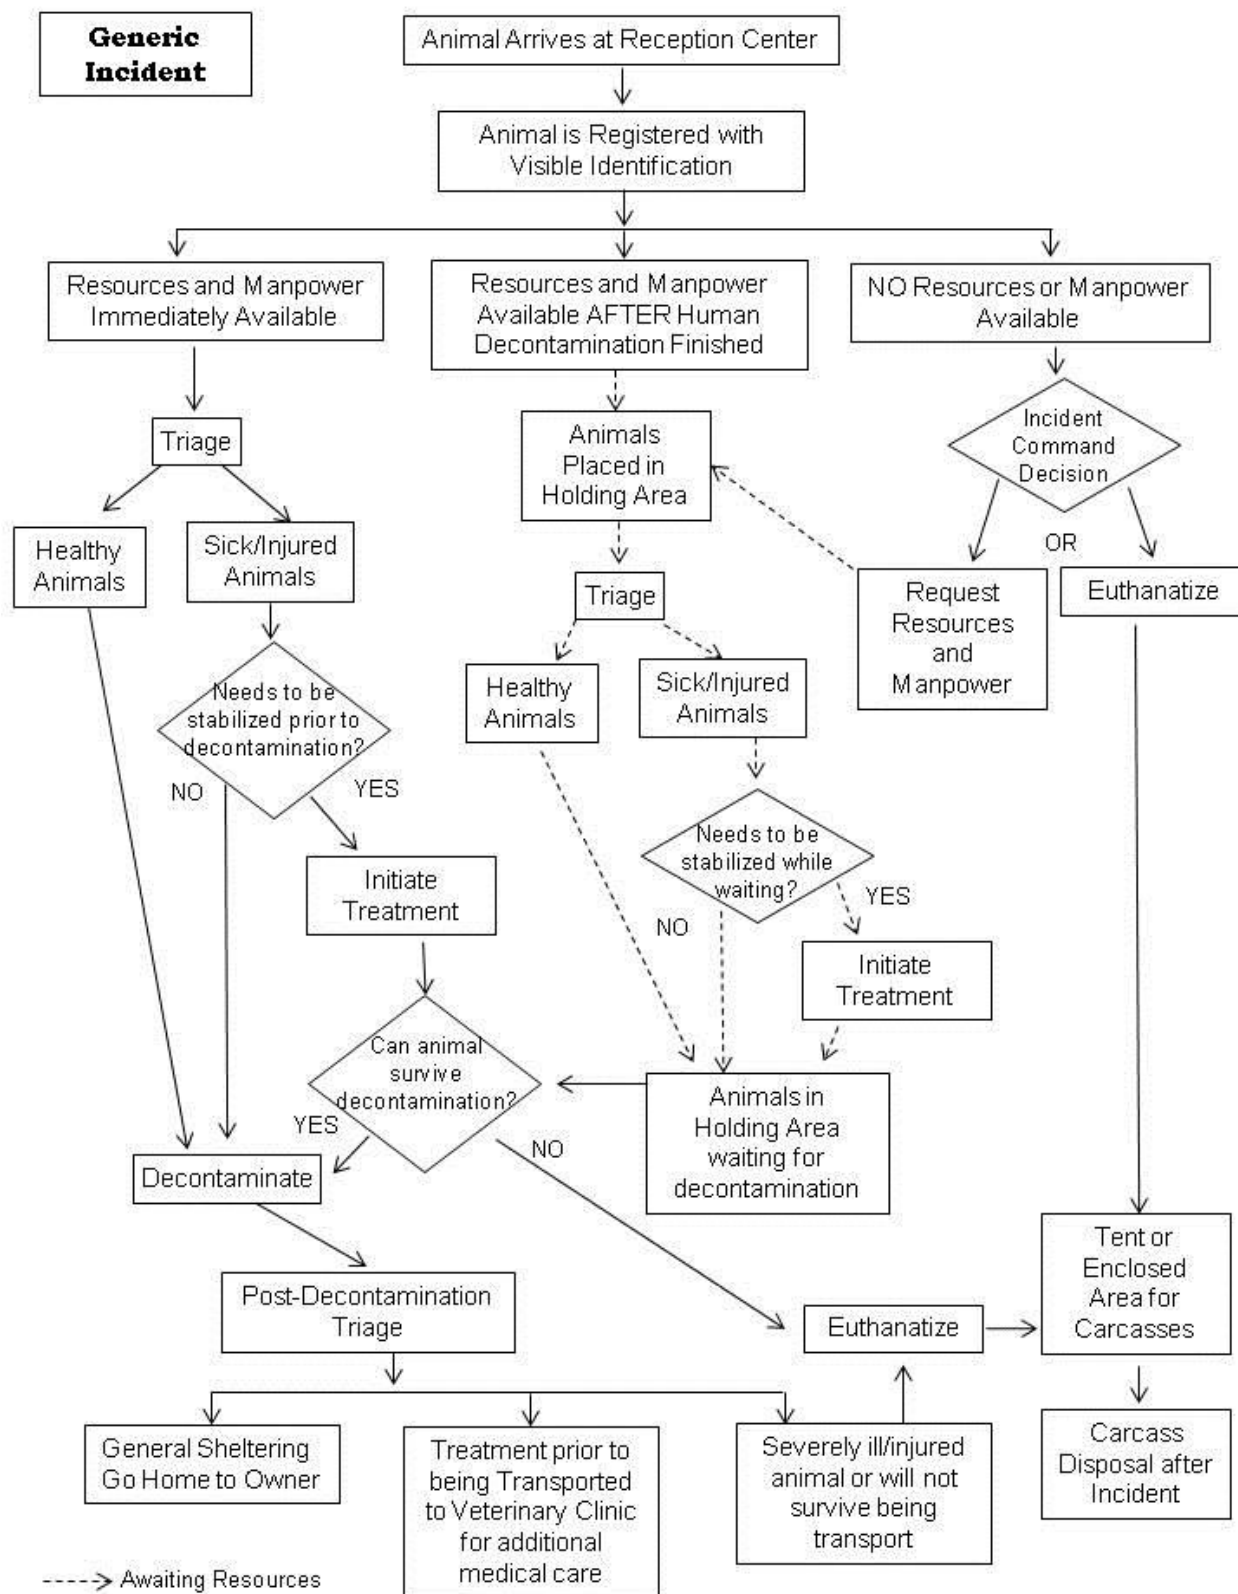 Generic
Incident
Animal Arrives at Reception Center
Animal is Registered with
Visible Identification
Resources and Manpower
Immediately Available
Resources and Manpower
Available AFTER Human
Decontamination Finished
NO Resources or Manpower
Available
Triage
Animals
Placed in
Holding Area
Incident
Command
Decision
Healthy
Animals
Sick/Injured
Animals
OR
Request
Resources
and
Manpower
Euthanatize
Triage
Healthy
Animals
Sick/Injured
Animals
Needs to be
stabilized prior to
decontamination?
NO
YES
Needs to be
stabilized while
waiting?
NO
YES
Initiate
Treatment
Initiate
Treatment
Can animal
survive
decontamination?
YES
NO
Animals in
Holding Area
waiting for
decontamination
Decontaminate
Post-Decontamination
Triage
Euthanatize
Tent or
Enclosed
Area for
Carcasses
General Sheltering
Go Home to Owner
Treatment prior to
being Transported
to Veterinary Clinic
for additional
medical care
Severely ill/injured
animal or will not
survive being
transport
Carcass
Disposal after
Incident
Awaiting Resources